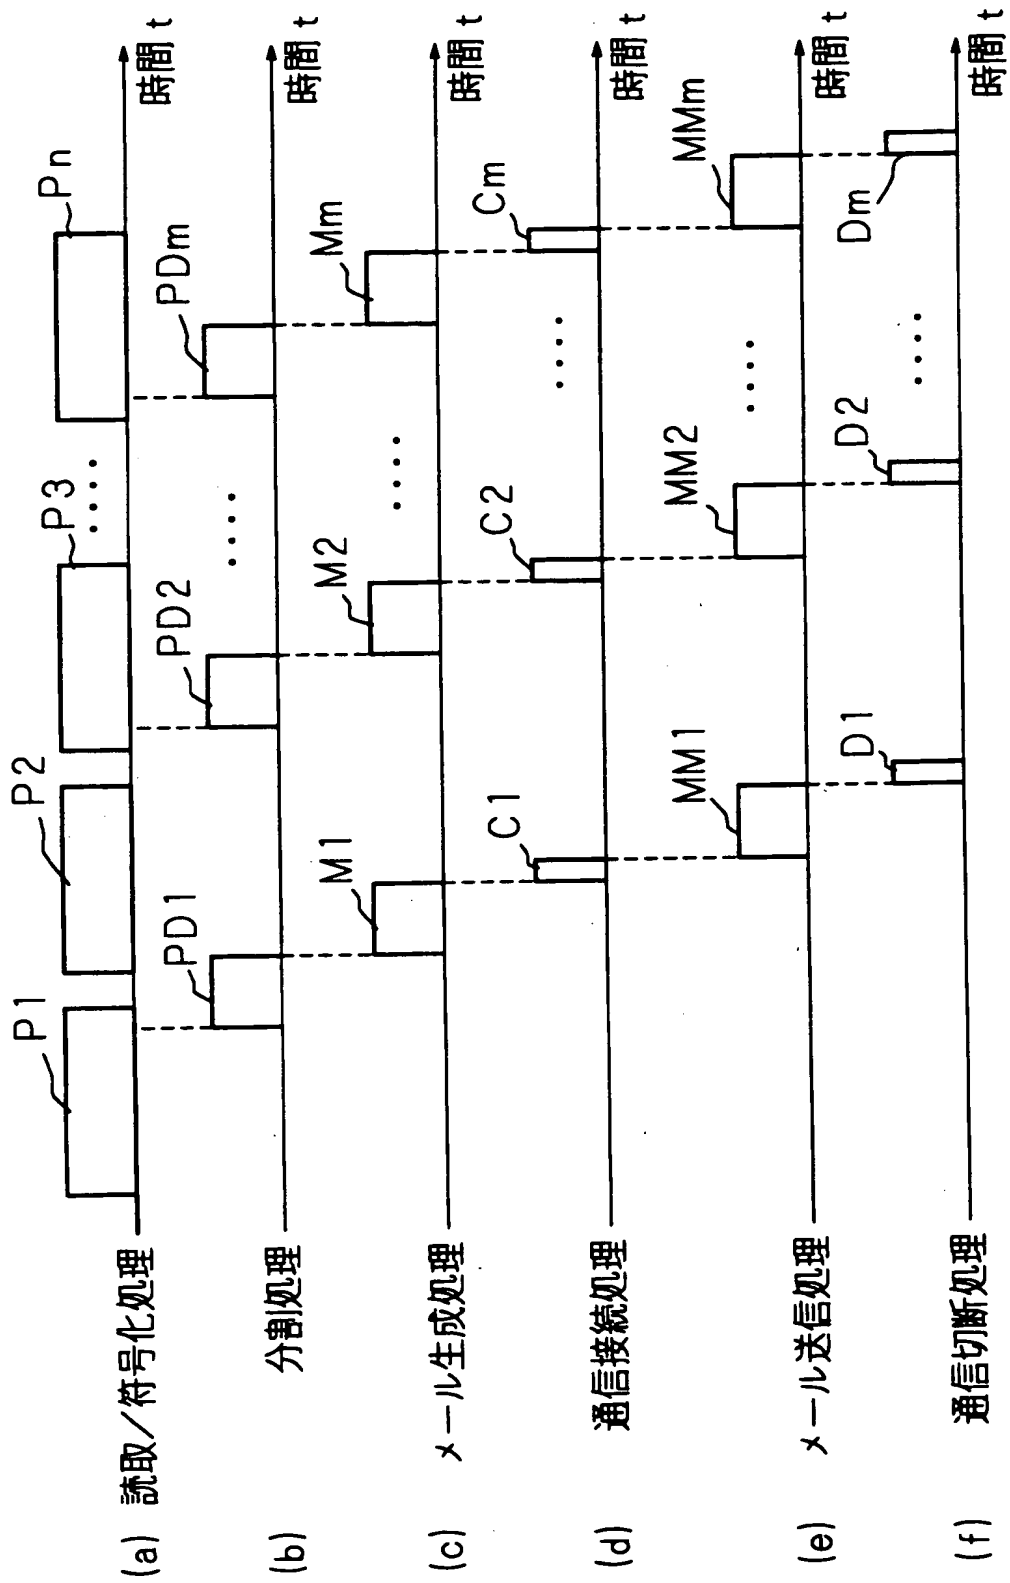 (a) 読取/符号化処理
P1
P2
P3
‥‥
Pn
時間 t
(b) 分割処理
PD1
PD2
‥‥
PDm
時間 t
(c) メール生成処理
M1
M2
‥‥
Mm
時間 t
(d) 通信接続処理
C1
C2
‥‥
Cm
時間 t
(e) メール送信処理
MM1
MM2
‥‥
MMm
時間 t
(f) 通信切断処理
D1
D2
‥‥
Dm
時間 t